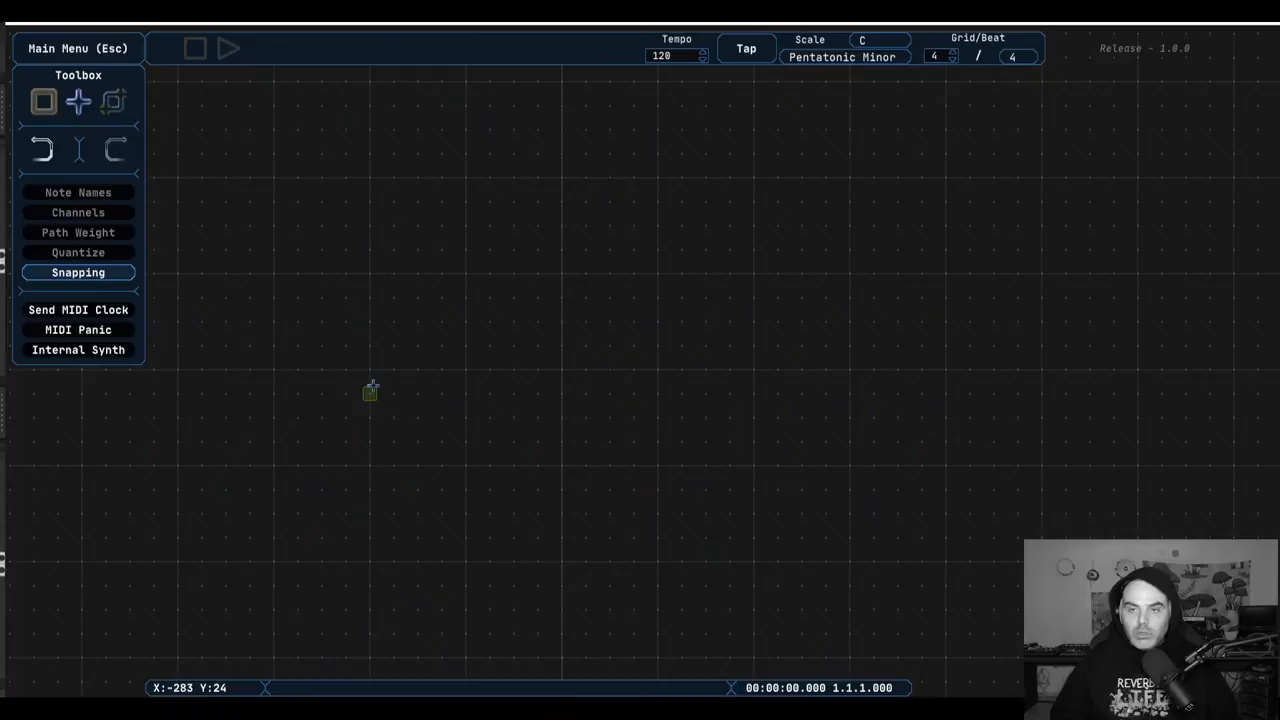 Main Menu (Esc)
Tempo
120
Tap
Scale
C
Pentatonic Minor
Grid/Beat
4 / 4
Release - 1.0.0
Toolbox
Note Names
Channels
Path Weight
Quantize
Snapping
Send MIDI Clock
MIDI Panic
Internal Synth
X:-283 Y:24
00:00:00.000 1.1.1.000
LIFE